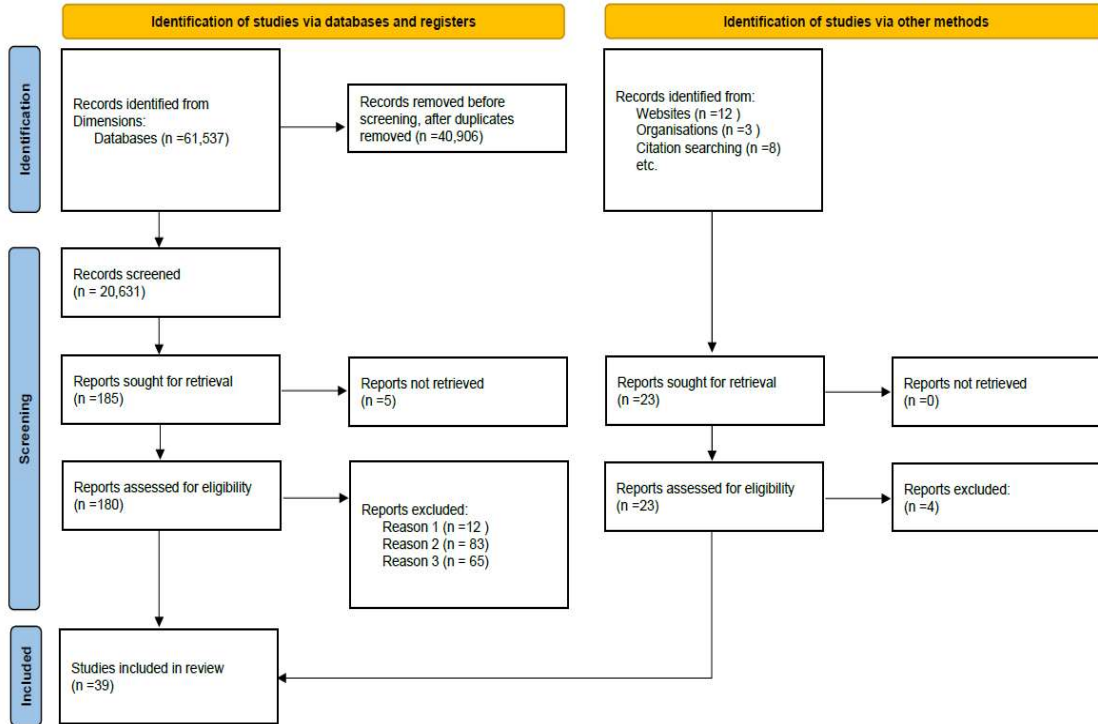 Identification of studies via databases and registers
Identification of studies via other methods
Identification
Records identified from
Dimensions:
Databases (n =61,537)
Records removed before
screening, after duplicates
removed (n =40,906)
Records identified from:
Websites (n =12 )
Organisations (n =3 )
Citation searching (n =8)
etc.
Screening
Records screened
(n = 20,631)
Reports sought for retrieval
(n =185)
Reports not retrieved
(n =5)
Reports sought for retrieval
(n =23)
Reports not retrieved
(n =0)
Reports assessed for eligibility
(n =180)
Reports excluded:
Reason 1 (n =12 )
Reason 2 (n = 83)
Reason 3 (n = 65)
Reports assessed for eligibility
(n =23)
Reports excluded:
(n =4)
Included
Studies included in review
(n =39)